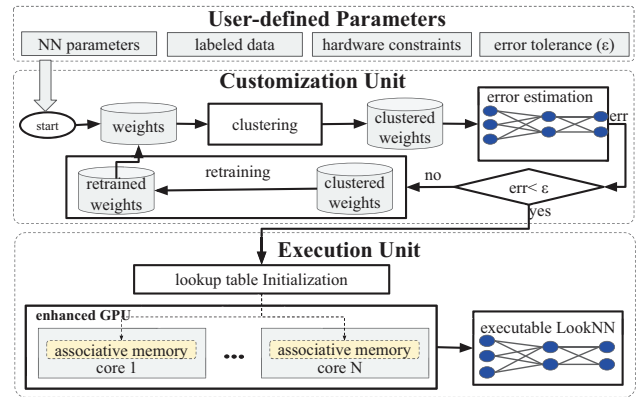 User-defined Parameters
NN parameters
labeled data
hardware constraints
error tolerance (ε)
Customization Unit
start
weights
clustering
clustered
weights
error estimation
err
retrained
weights
retraining
clustered
weights
no
err< ε
yes
Execution Unit
lookup table Initialization
enhanced GPU
associative memory
core 1
...
associative memory
core N
executable LookNN